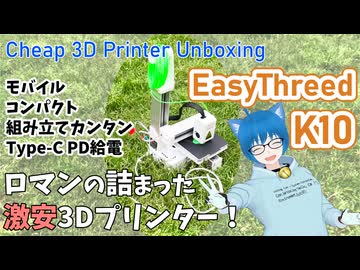 Cheap 3D Printer Unboxing
EasyThreed
K10
モバイル
コンパクト
組み立てカンタン
Type-C PD給電
ロマンの詰まった
激安3Dプリンター！